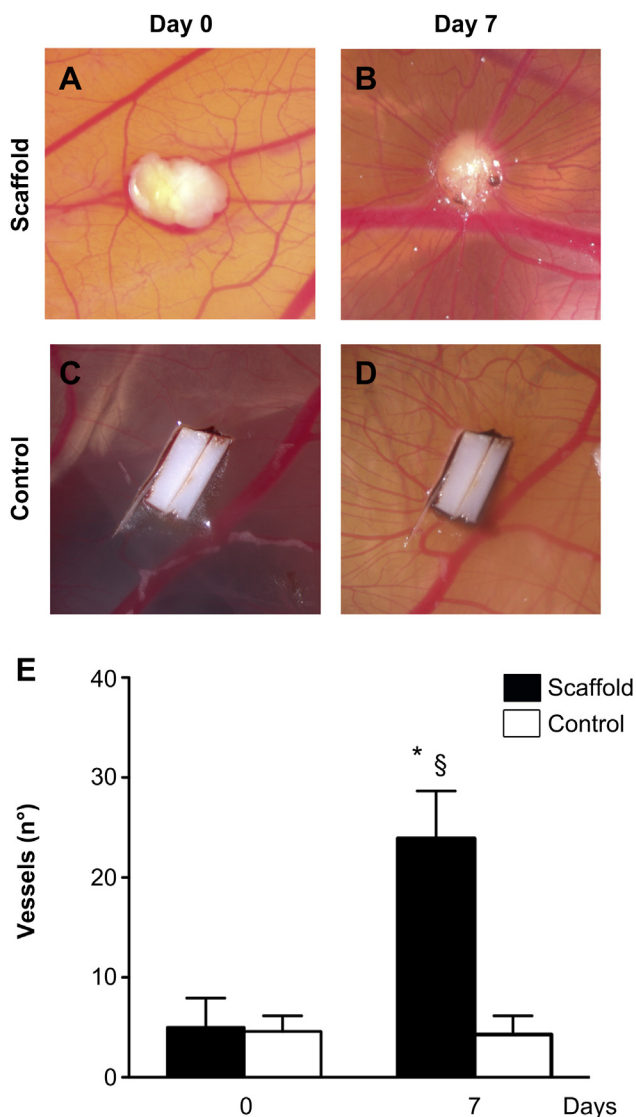 Day 0 Day 7
A B
Scaffold
C D
Control
E
40
Scaffold
Control
* §
30
Vessels (n°)
20
10
0
0 7 Days